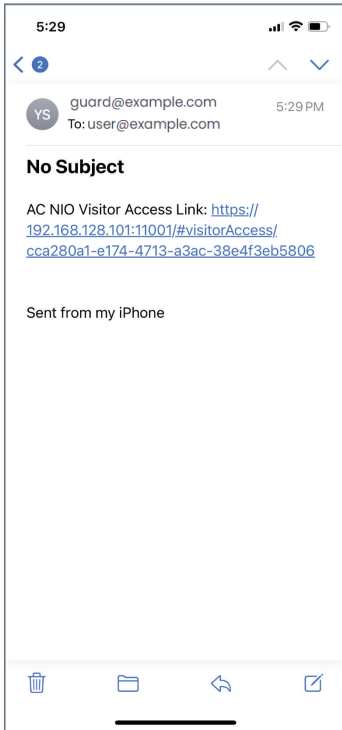 5:29
2
YS
guard@example.com
5:29 PM
To: user@example.com
No Subject
AC NIO Visitor Access Link: https://
192.168.128.101:11001/#visitorAccess/
cca280a1-e174-4713-a3ac-38e4f3eb5806
Sent from my iPhone